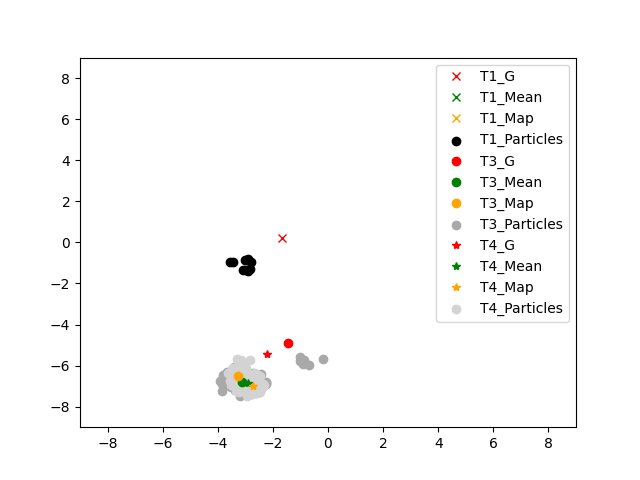 8
6
4
2
0
−2
−4
−6
−8
−8 −6 −4 −2 0 2 4 6 8
T1_G
T1_Mean
T1_Map
T1_Particles
T3_G
T3_Mean
T3_Map
T3_Particles
T4_G
T4_Mean
T4_Map
T4_Particles